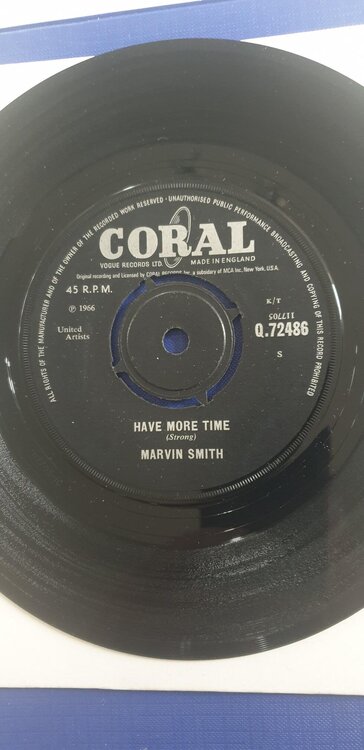 ALL RIGHTS OF THE MANUFACTURER AND OF THE OWNER OF THE RECORDED WORK RESERVED · UNAUTHORISED PUBLIC PERFORMANCE BROADCASTING AND COPYING OF THIS RECORD PROHIBITED
CORAL
VOGUE RECORDS LTD. MADE IN ENGLAND
Original recording and Licensed by CORAL RECORDS Inc, a subsidiary of MCA Inc, New York, U.S.A.
45 R.P.M.
℗ 1966
United
Artists
K/T
117705
Q.72486
S
HAVE MORE TIME
(Strong)
MARVIN SMITH